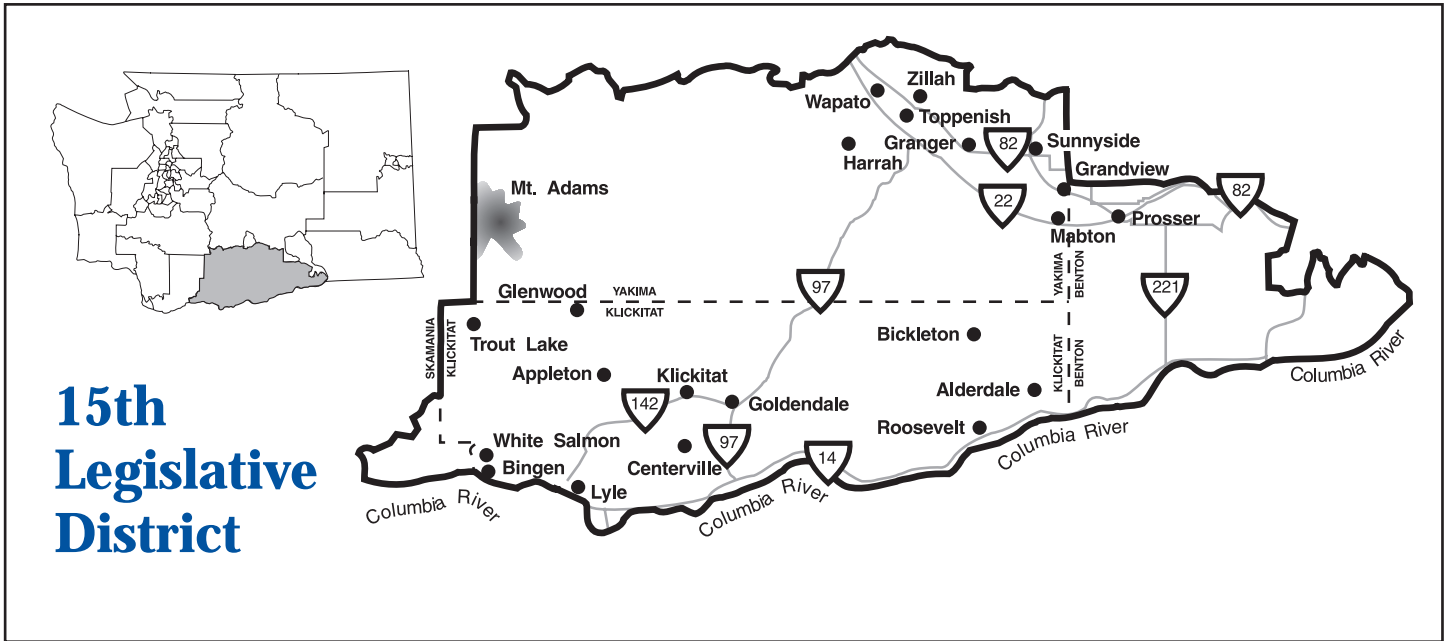 Zillah
Wapato
Toppenish
Granger
82
Sunnyside
Harrah
Grandview
Mt. Adams
82
22
Prosser
Mabton
YAKIMA
BENTON
97
221
Glenwood
YAKIMA
KLICKITAT
Trout Lake
SKAMANIA
KLICKITAT
Bickleton
KLICKITAT
BENTON
Columbia River
Appleton
Klickitat
Alderdale
142
Goldendale
15th
Legislative
District
Roosevelt
Columbia River
White Salmon
97
14
Bingen
Centerville
Lyle
Columbia River
Columbia River